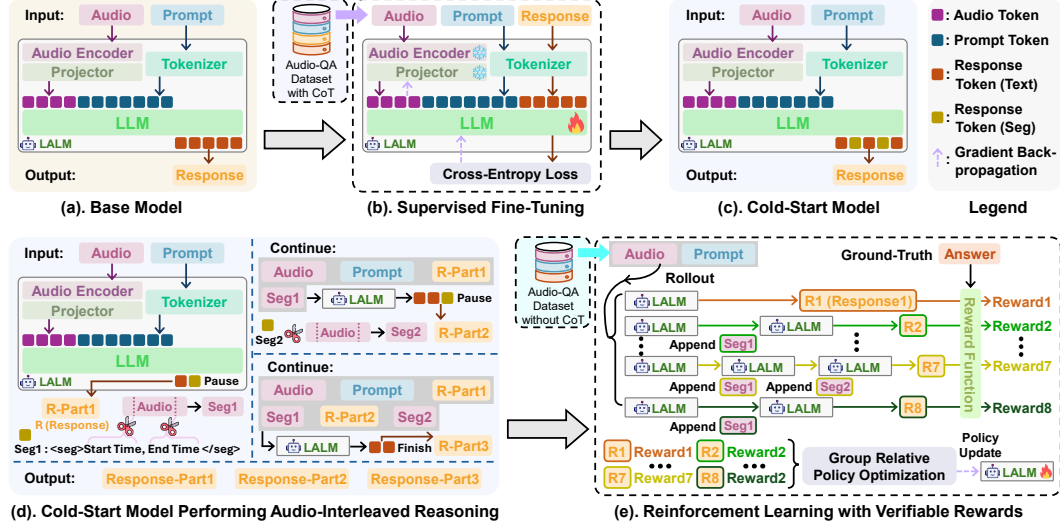 Input:
Audio
Prompt
Audio Encoder
Projector
Tokenizer
LLM
LALM
Output:
Response
(a). Base Model
Audio-QA
Dataset
with CoT
Audio
Prompt
Response
Audio Encoder
Projector
Tokenizer
LLM
LALM
Cross-Entropy Loss
(b). Supervised Fine-Tuning
Input:
Audio
Prompt
Audio Encoder
Projector
Tokenizer
LLM
LALM
Output:
Response
(c). Cold-Start Model
: Audio Token
: Prompt Token
: Response
Token (Text)
: Response
Token (Seg)
: Gradient Back-
propagation
Legend
Input:
Audio
Prompt
Audio Encoder
Projector
Tokenizer
LLM
LALM
Pause
R-Part1
R (Response)
Audio
Seg1
Seg1 : <seg>Start Time, End Time </seg>
Continue:
Audio
Prompt
R-Part1
Seg1
LALM
Pause
Seg2
Audio
Seg2
R-Part2
Continue:
Audio
Prompt
R-Part1
Seg1
R-Part2
Seg2
LALM
Finish
R-Part3
Output:
Response-Part1
Response-Part2
Response-Part3
(d). Cold-Start Model Performing Audio-Interleaved Reasoning
Audio-QA
Dataset
without CoT
Audio
Prompt
Rollout
Ground-Truth
Answer
LALM
R1 (Response1)
Reward1
LALM
Append Seg1
LALM
R2
Reward2
LALM
Append Seg1
LALM
Append Seg2
LALM
R7
Reward7
LALM
Append Seg1
LALM
R8
Reward8
Reward Function
R1 Reward1
R2 Reward2
R7 Reward7
R8 Reward2
Group Relative
Policy Optimization
Policy
Update
LALM
(e). Reinforcement Learning with Verifiable Rewards